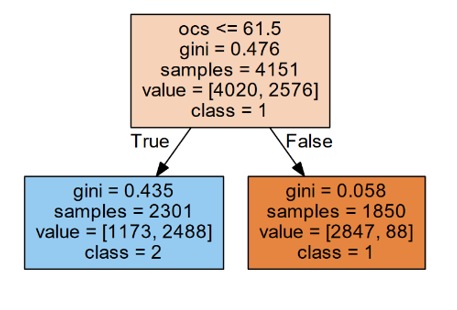 ocs <= 61.5
gini = 0.476
samples = 4151
value = [4020, 2576]
class = 1
True
False
gini = 0.435
samples = 2301
value = [1173, 2488]
class = 2
gini = 0.058
samples = 1850
value = [2847, 88]
class = 1